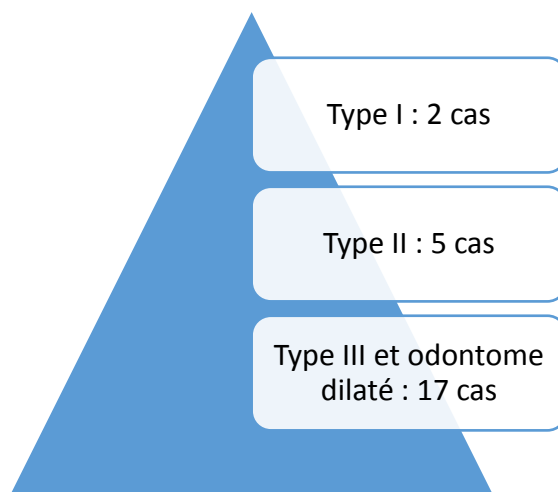 Type I : 2 cas
Type II : 5 cas
Type III et odontome
dilaté : 17 cas